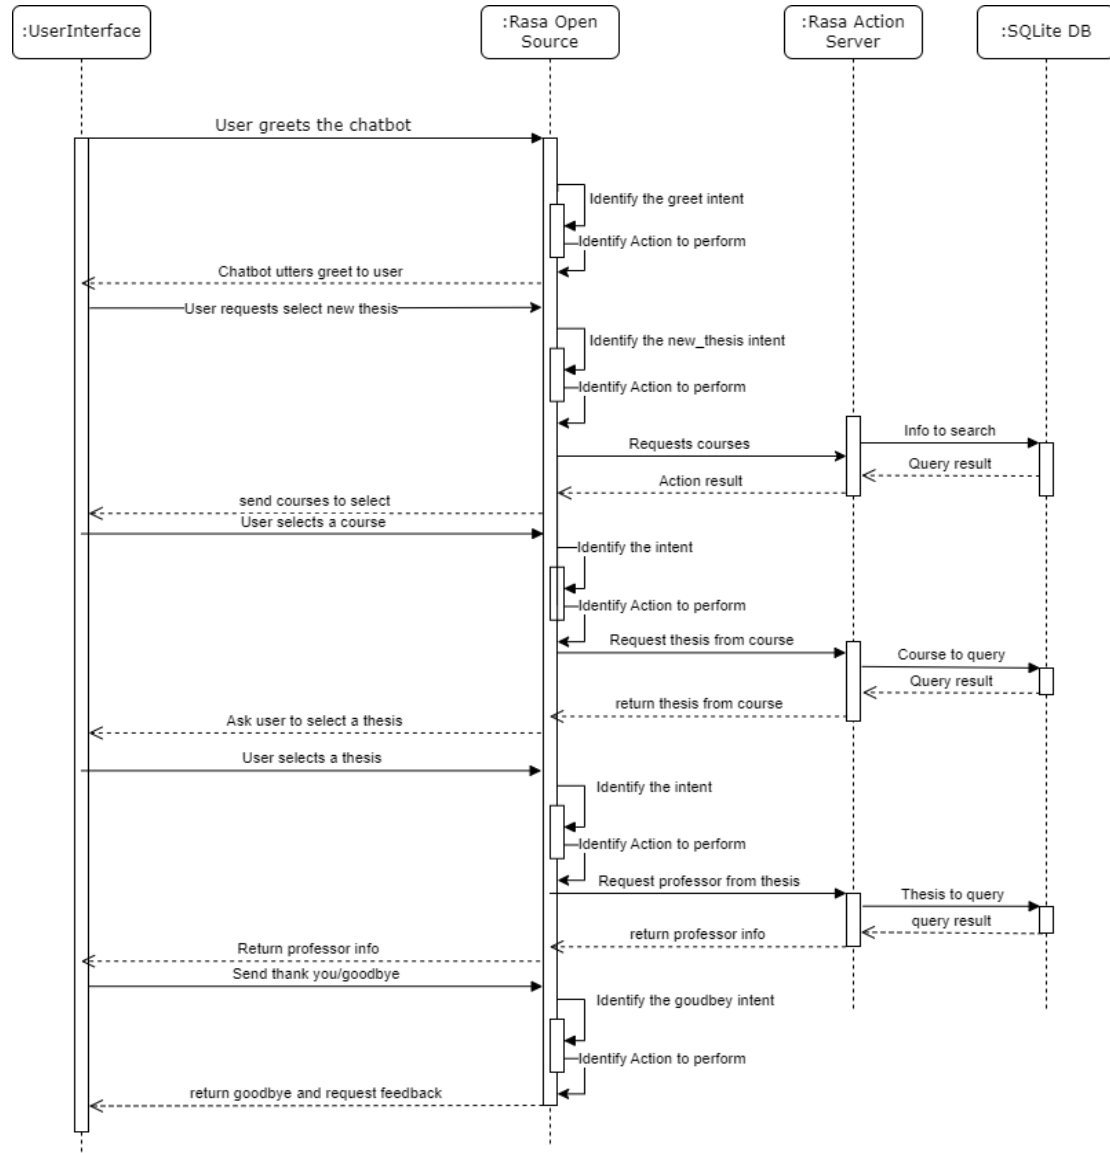 :UserInterface
:Rasa Open
Source
:Rasa Action
Server
:SQLite DB
User greets the chatbot
Identify the greet intent
Identify Action to perform
Chatbot utters greet to user
User requests select new thesis
Identify the new_thesis intent
Identify Action to perform
Info to search
Requests courses
Query result
Action result
send courses to select
User selects a course
Identify the intent
Identify Action to perform
Request thesis from course
Course to query
Query result
return thesis from course
Ask user to select a thesis
User selects a thesis
Identify the intent
Identify Action to perform
Request professor from thesis
Thesis to query
query result
return professor info
Return professor info
Send thank you/goodbye
Identify the goudbey intent
Identify Action to perform
return goodbye and request feedback